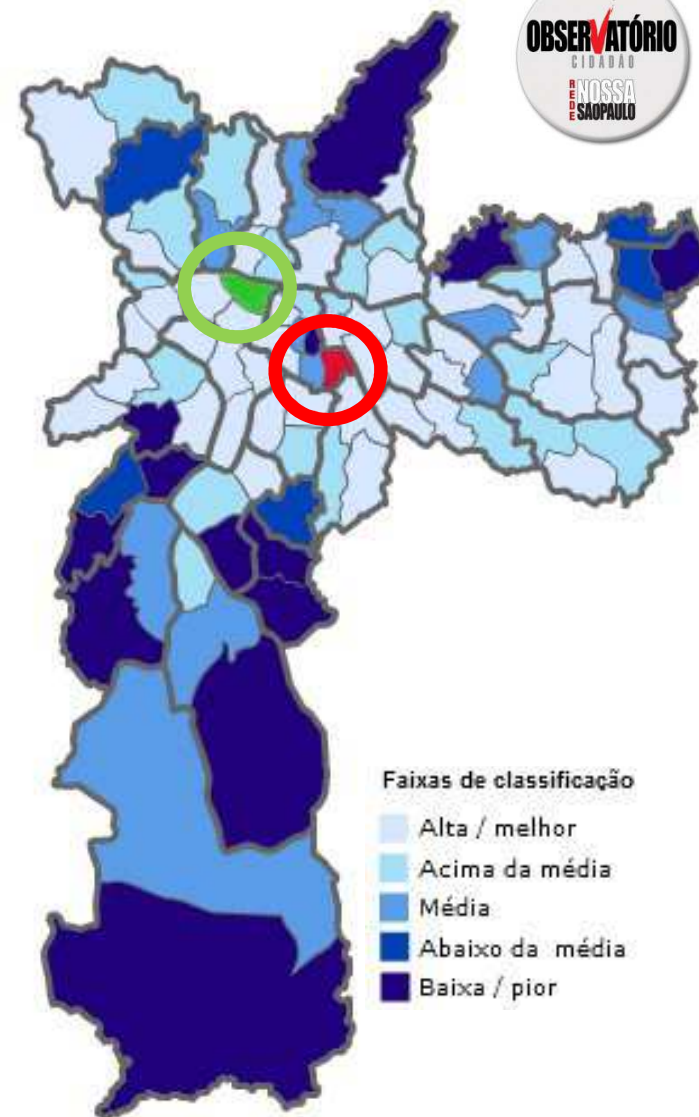 OBSERVATÓRIO
CIDADÃO
REDE
NOSSA
SÃOPAULO
Faixas de classificação
Alta / melhor
Acima da média
Média
Abaixo da média
Baixa / pior